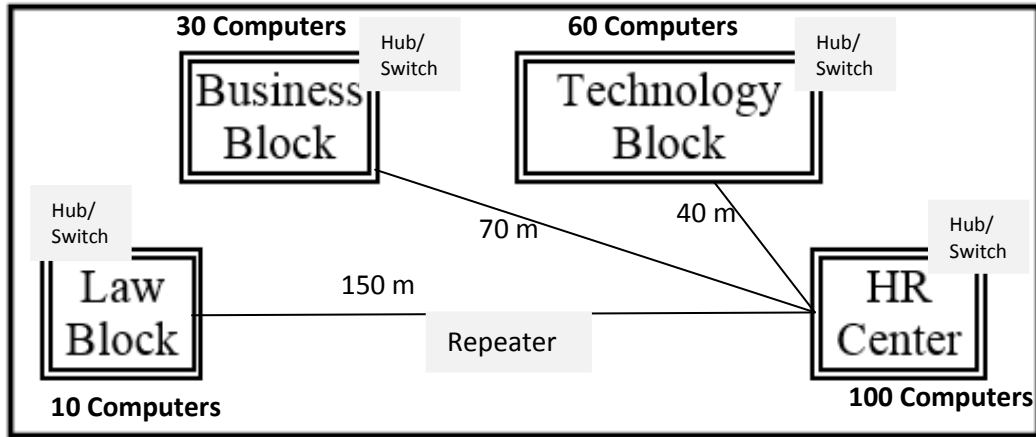 30 Computers
Hub/
Switch
60 Computers
Hub/
Switch
Business
Block
Technology
Block
Hub/
Switch
70 m
40 m
Hub/
Switch
Law
Block
150 m
Repeater
HR
Center
10 Computers
100 Computers